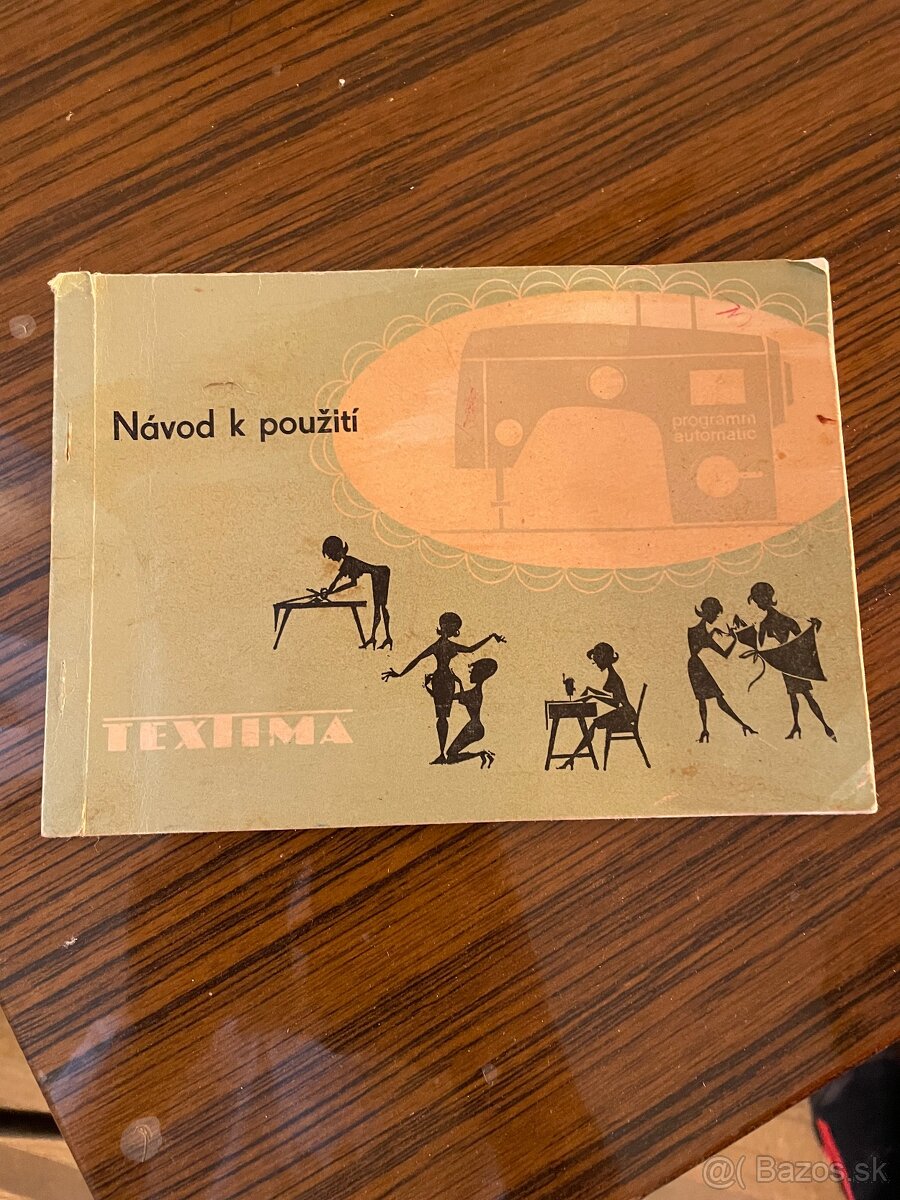 Návod k použití
programm
automatic
TEXTIMA
@( Bazos.sk